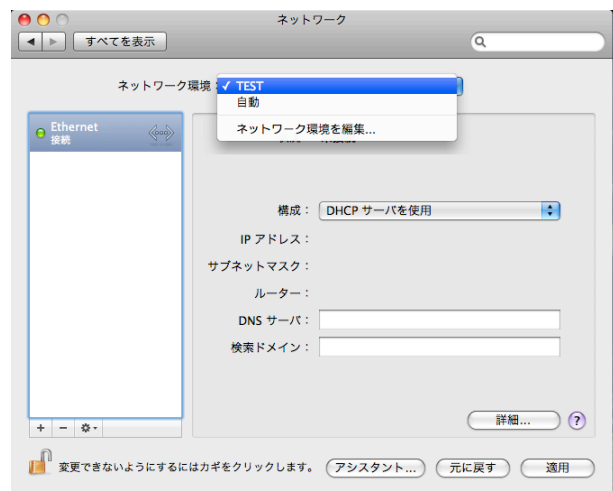 ネットワーク
すべてを表示
ネットワーク環境：
✓ TEST
自動
ネットワーク環境を編集...
Ethernet
接続
構成： DHCP サーバを使用
IP アドレス：
サブネットマスク：
ルーター：
DNS サーバ：
検索ドメイン：
詳細... ?
+ −
変更できないようにするにはカギをクリックします。 アシスタント... 元に戻す 適用